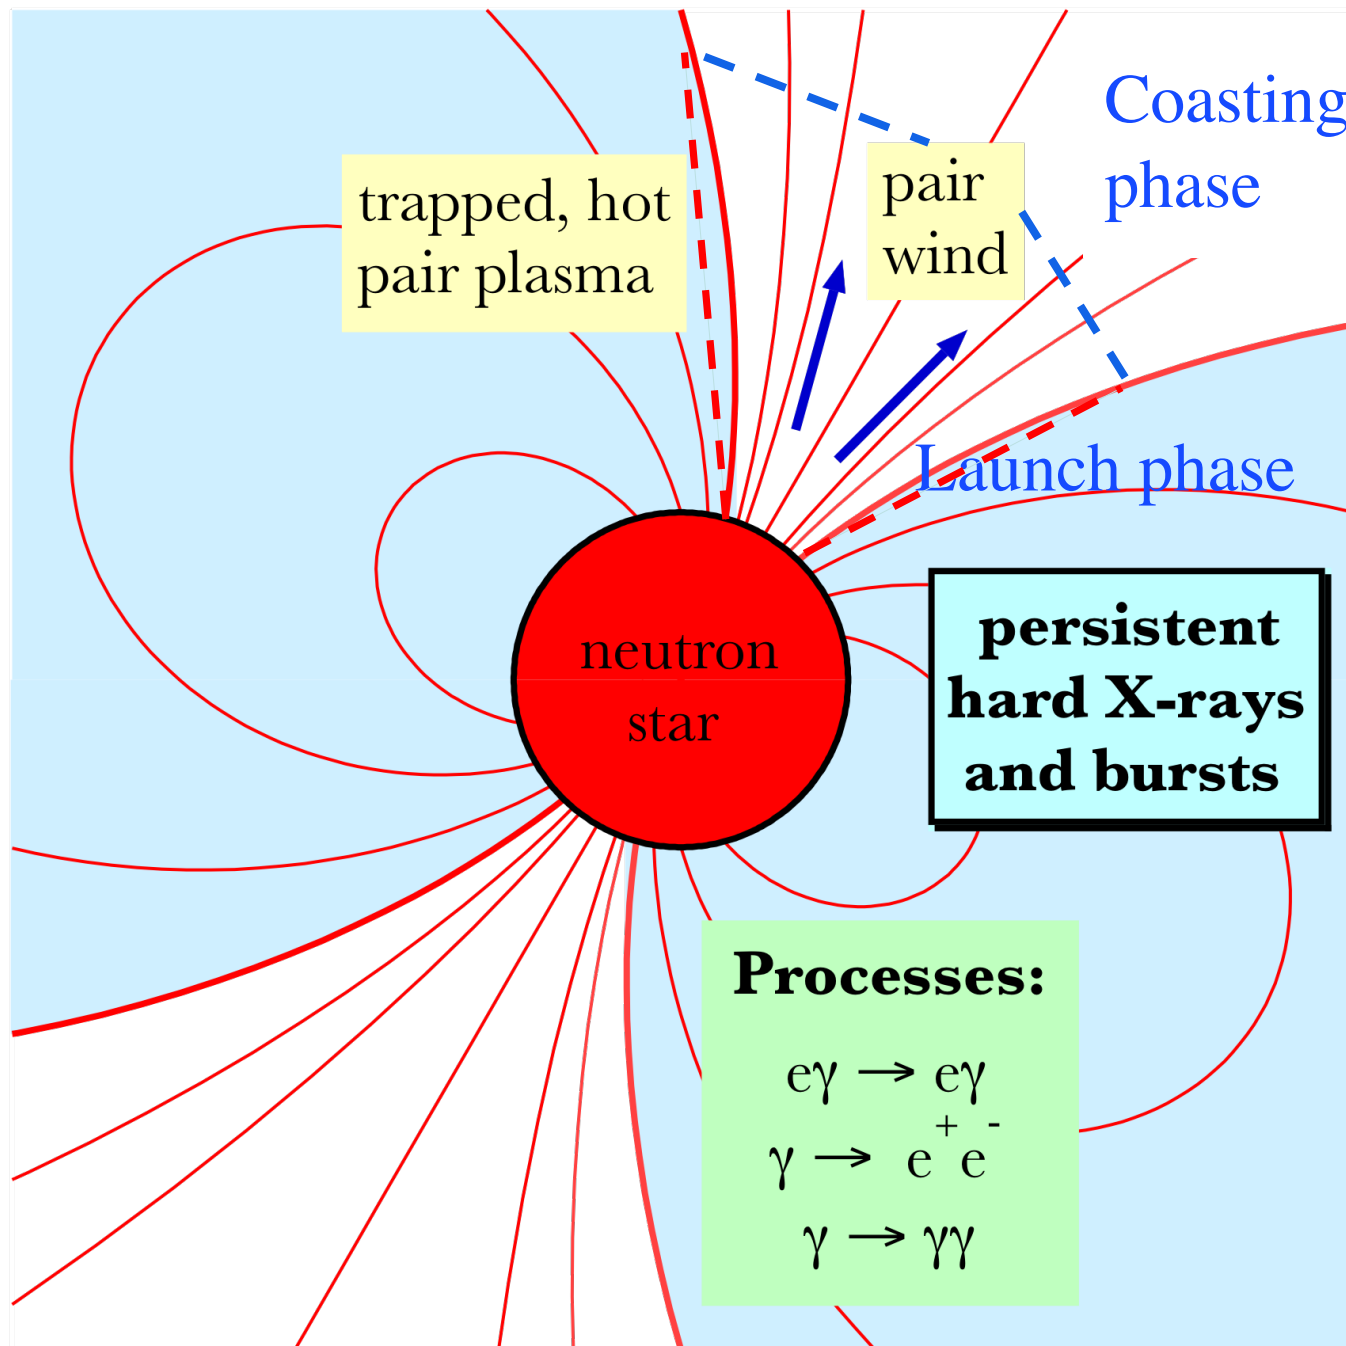 Coasting
phase
trapped, hot
pair plasma
pair
wind
Launch phase
neutron
star
persistent
hard X-rays
and bursts
Processes:
eγ → eγ
γ → e⁺e⁻
γ → γγ